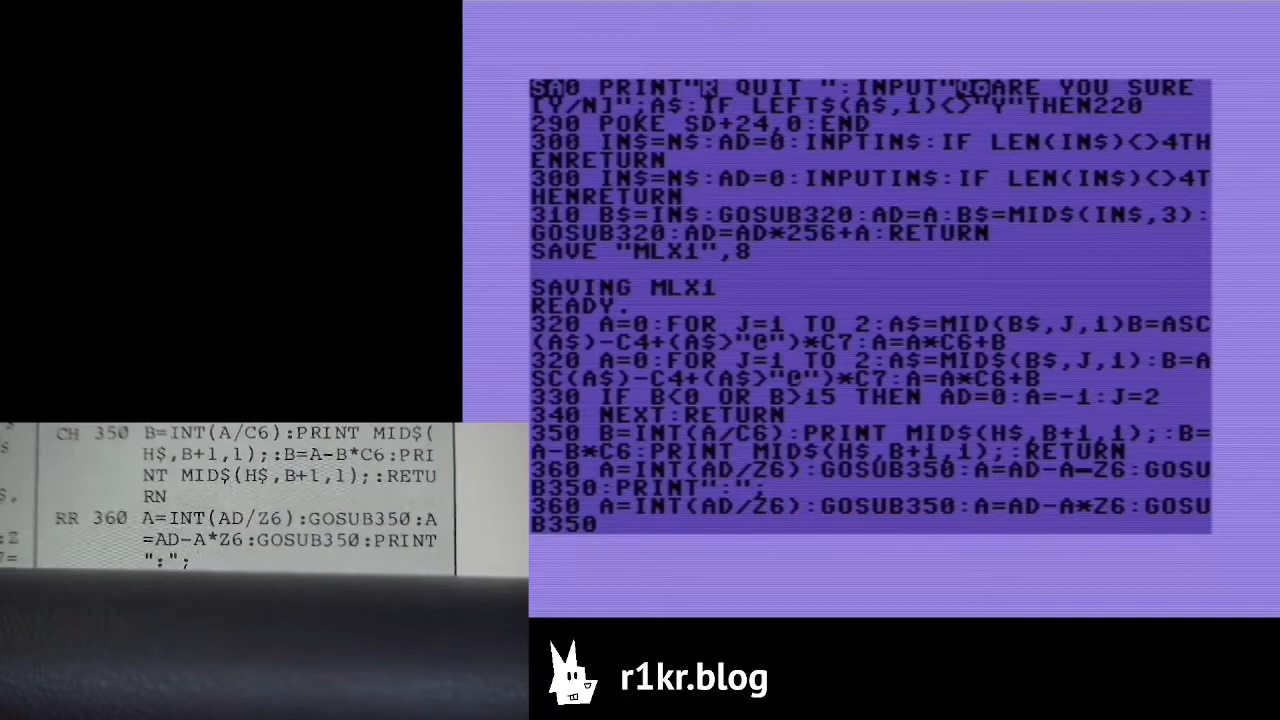 SA0 PRINT"R QUIT ":INPUT"QQARE YOU SURE
[Y/N]";A$:IF LEFT$(A$,1)<>"Y"THEN220
290 POKE SD+24,0:END
300 IN$=N$:AD=0:INPTIN$:IF LEN(IN$)<>4TH
ENRETURN
300 IN$=N$:AD=0:INPUTIN$:IF LEN(IN$)<>4T
HENRETURN
310 B$=IN$:GOSUB320:AD=A:B$=MID$(IN$,3):
GOSUB320:AD=AD*256+A:RETURN
SAVE "MLX1",8
SAVING MLX1
READY.
320 A=0:FOR J=1 TO 2:A$=MID(B$,J,1)B=ASC
(A$)-C4+(A$>"@")*C7:A=A*C6+B
320 A=0:FOR J=1 TO 2:A$=MID$(B$,J,1):B=A
SC(A$)-C4+(A$>"@")*C7:A=A*C6+B
330 IF B<0 OR B>15 THEN AD=0:A=-1:J=2
340 NEXT:RETURN
350 B=INT(A/C6):PRINT MID$(H$,B+1,1);:B=
A-B*C6:PRINT MID$(H$,B+1,1);:RETURN
360 A=INT(AD/Z6):GOSUB350:A=AD-A-Z6:GOSU
B350:PRINT":";
360 A=INT(AD/Z6):GOSUB350:A=AD-A*Z6:GOSU
B350
CH 350 B=INT(A/C6):PRINT MID$(
H$,B+1,1);:B=A-B*C6:PRI
NT MID$(H$,B+1,1);:RETU
RN
RR 360 A=INT(AD/Z6):GOSUB350:A
=AD-A*Z6:GOSUB350:PRINT
":";
r1kr.blog